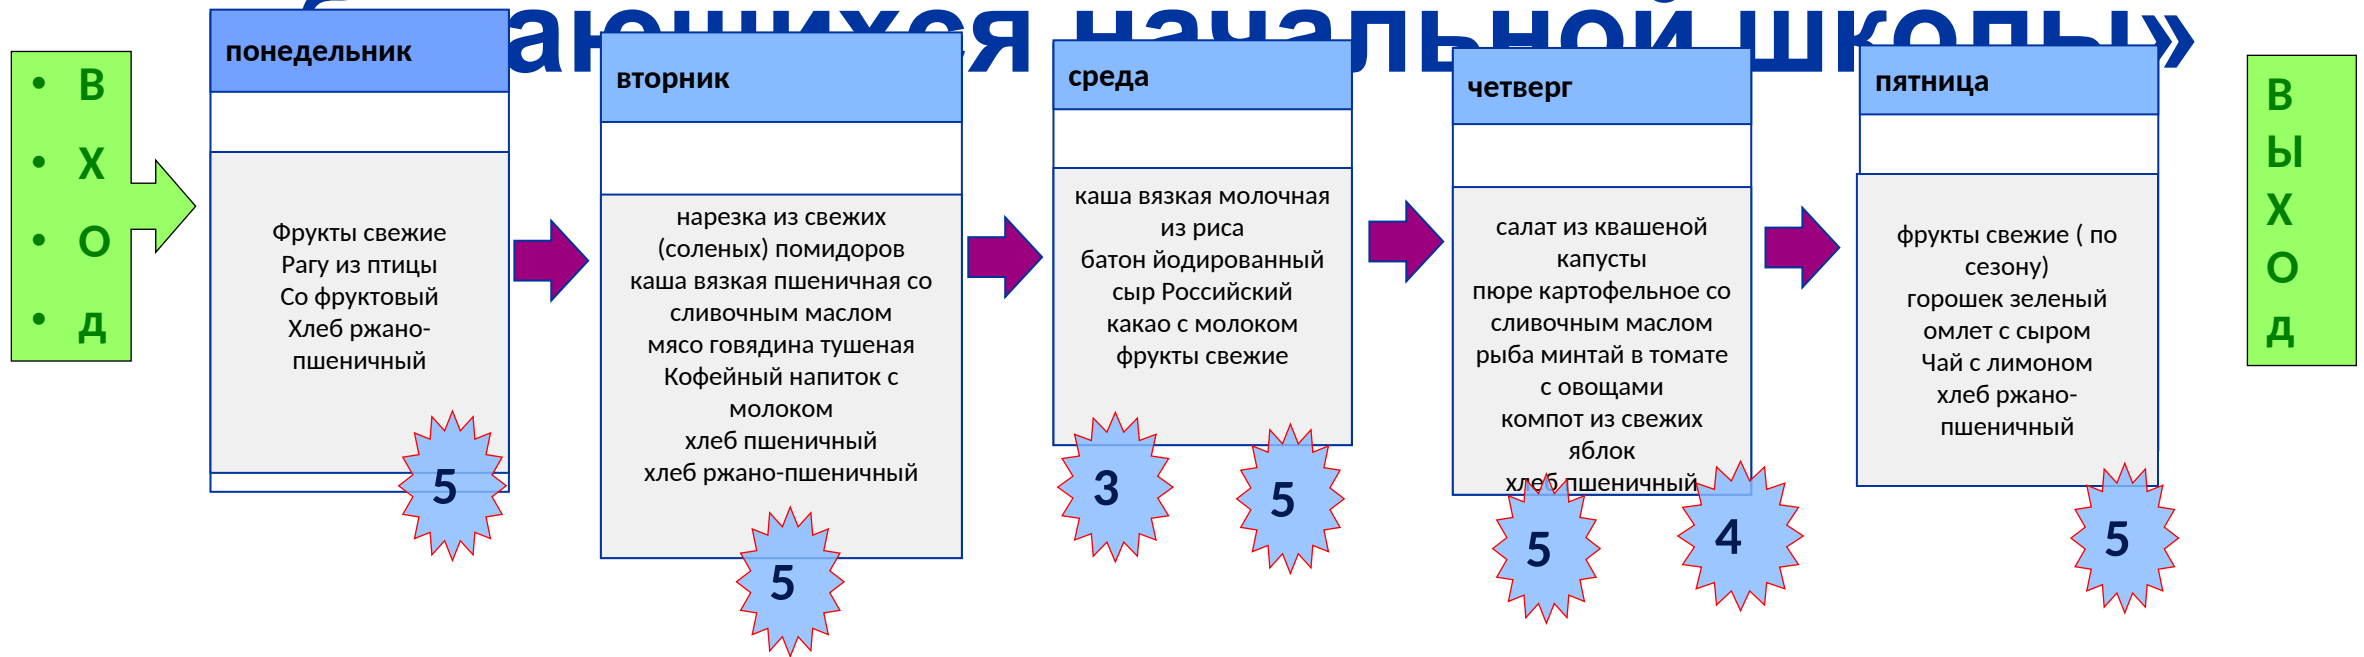 начальной школы»
В
Х
О
д
понедельник
Фрукты свежие
Рагу из птицы
Со фруктовый
Хлеб ржано-
пшеничный
5
вторник
нарезка из свежих
(соленых) помидоров
каша вязкая пшеничная со
сливочным маслом
мясо говядина тушеная
Кофейный напиток с
молоком
хлеб пшеничный
хлеб ржано-пшеничный
5
среда
каша вязкая молочная
из риса
батон йодированный
сыр Российский
какао с молоком
фрукты свежие
3
5
четверг
салат из квашеной
капусты
пюре картофельное со
сливочным маслом
рыба минтай в томате
с овощами
компот из свежих
яблок
хлеб пшеничный
5
4
пятница
фрукты свежие ( по
сезону)
горошек зеленый
омлет с сыром
Чай с лимоном
хлеб ржано-
пшеничный
5
В
Ы
Х
О
д